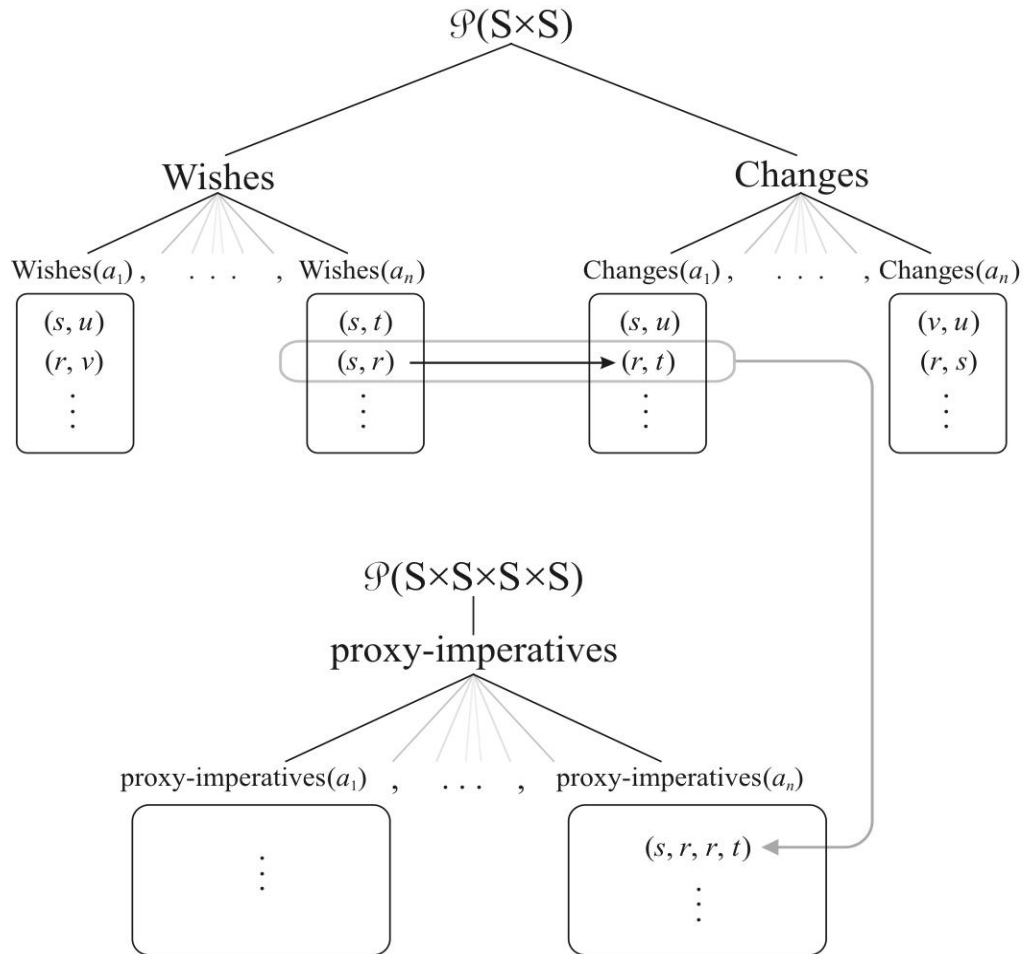 𝒫(S×S)
Wishes Changes
Wishes(a₁) , . . . , Wishes(aₙ) Changes(a₁) , . . . , Changes(aₙ)
(s, u) (s, t) (s, u) (v, u)
(r, v) (s, r) (r, t) (r, s)
⋮ ⋮ ⋮ ⋮
𝒫(S×S×S×S)
proxy-imperatives
proxy-imperatives(a₁) , . . . , proxy-imperatives(aₙ)
(s, r, r, t)
⋮ ⋮